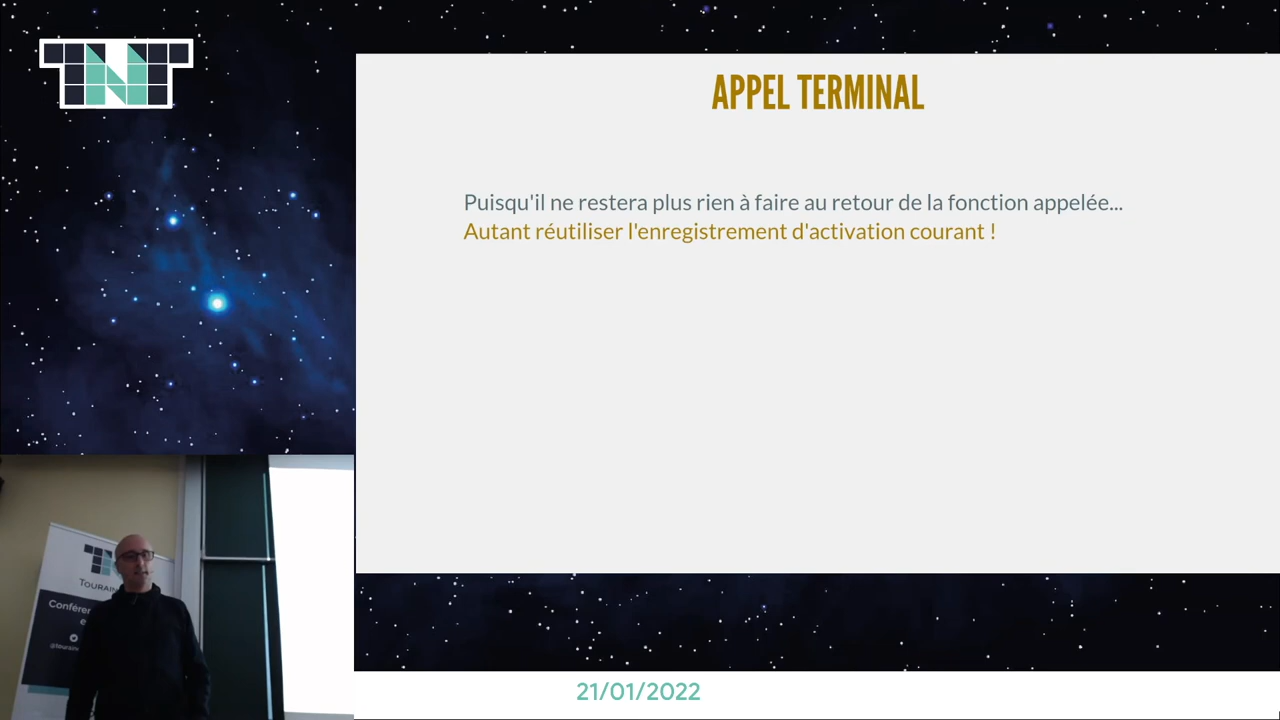 TNT
APPEL TERMINAL
Puisqu'il ne restera plus rien à faire au retour de la fonction appelée...
Autant réutiliser l'enregistrement d'activation courant !
21/01/2022